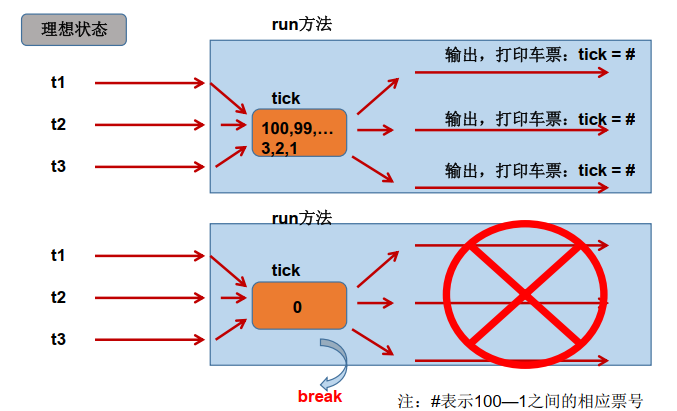 理想状态
run方法
t1
t2
t3
tick
100,99,…
3,2,1
输出，打印车票：tick = #
输出，打印车票：tick = #
输出，打印车票：tick = #
run方法
t1
t2
t3
tick
0
break
注：#表示100—1之间的相应票号